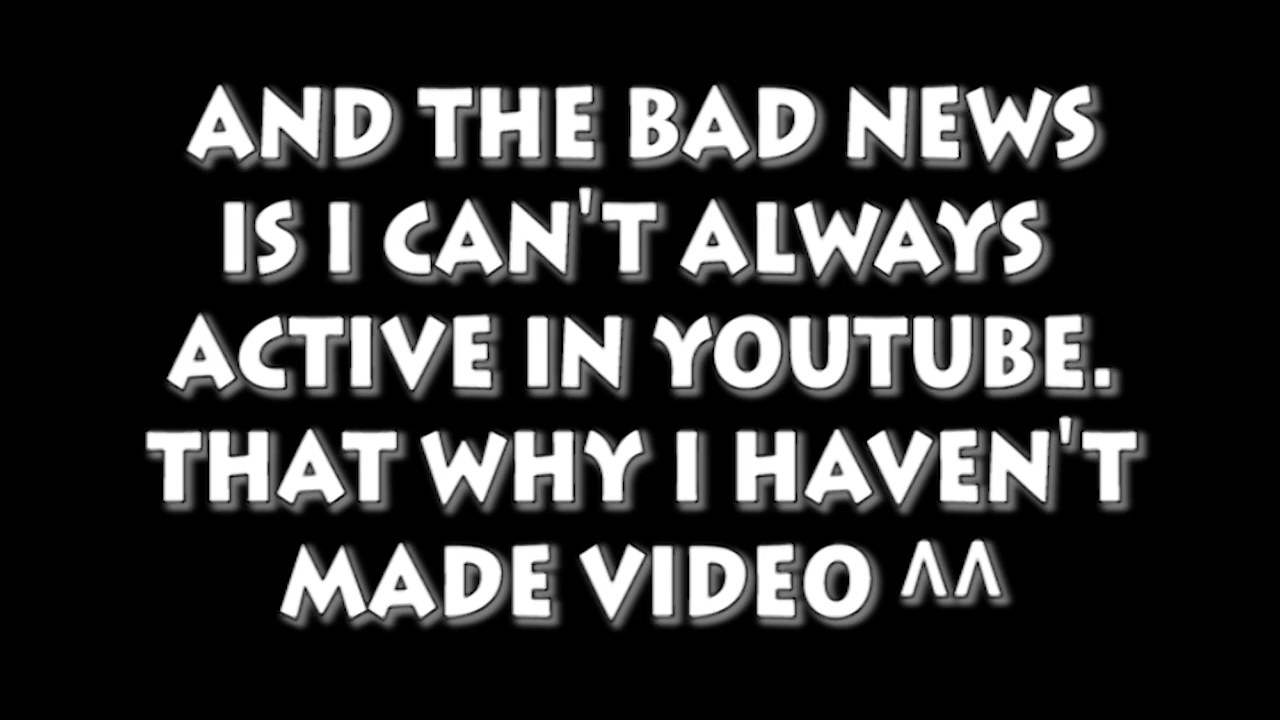 AND THE BAD NEWS
IS I CAN'T ALWAYS
ACTIVE IN YOUTUBE.
THAT WHY I HAVEN'T
MADE VIDEO ^^